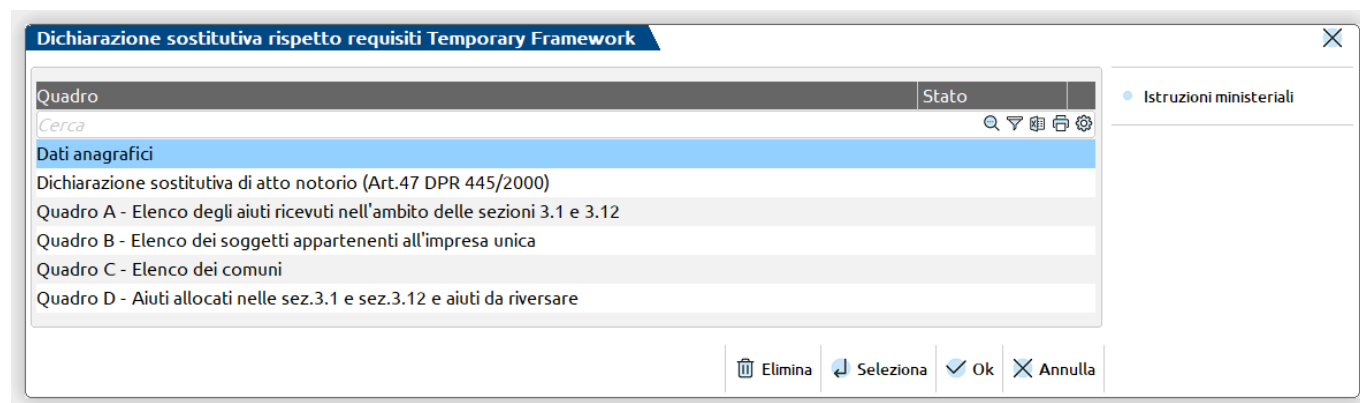 Dichiarazione sostitutiva rispetto requisiti Temporary Framework
Quadro Stato
Istruzioni ministeriali
Cerca
Dati anagrafici
Dichiarazione sostitutiva di atto notorio (Art.47 DPR 445/2000)
Quadro A - Elenco degli aiuti ricevuti nell'ambito delle sezioni 3.1 e 3.12
Quadro B - Elenco dei soggetti appartenenti all'impresa unica
Quadro C - Elenco dei comuni
Quadro D - Aiuti allocati nelle sez.3.1 e sez.3.12 e aiuti da riversare
Elimina Seleziona Ok Annulla